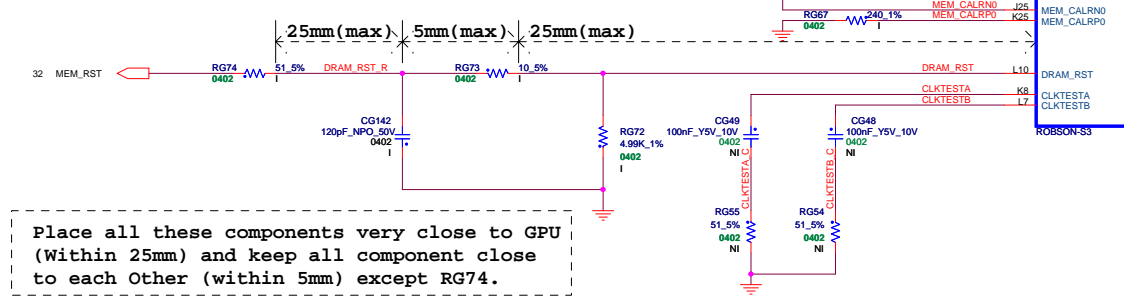 MEM_CALRN0 J25 MEM_CALRN0
RG67 240_1% MEM_CALRP0 K25 MEM_CALRP0
0402 I
25mm(max) 5mm(max) 25mm(max)
32 MEM_RST RG74 51_5% DRAM_RST_R RG73 10_5% DRAM_RST L10 DRAM_RST
0402 I 0402 I
CLKTESTA K8 CLKTESTA
CLKTESTB L7 CLKTESTB
ROBSON-S3
CG142
120pF_NPO_50V
0402
I
RG72
4.99K_1%
0402
I
CG49
100nF_Y5V_10V
0402
NI
CG48
100nF_Y5V_10V
0402
NI
CLKTESTA_C
CLKTESTB_C
RG55
51_5%
0402
NI
RG54
51_5%
0402
NI
Place all these components very close to GPU
(Within 25mm) and keep all component close
to each Other (within 5mm) except RG74.